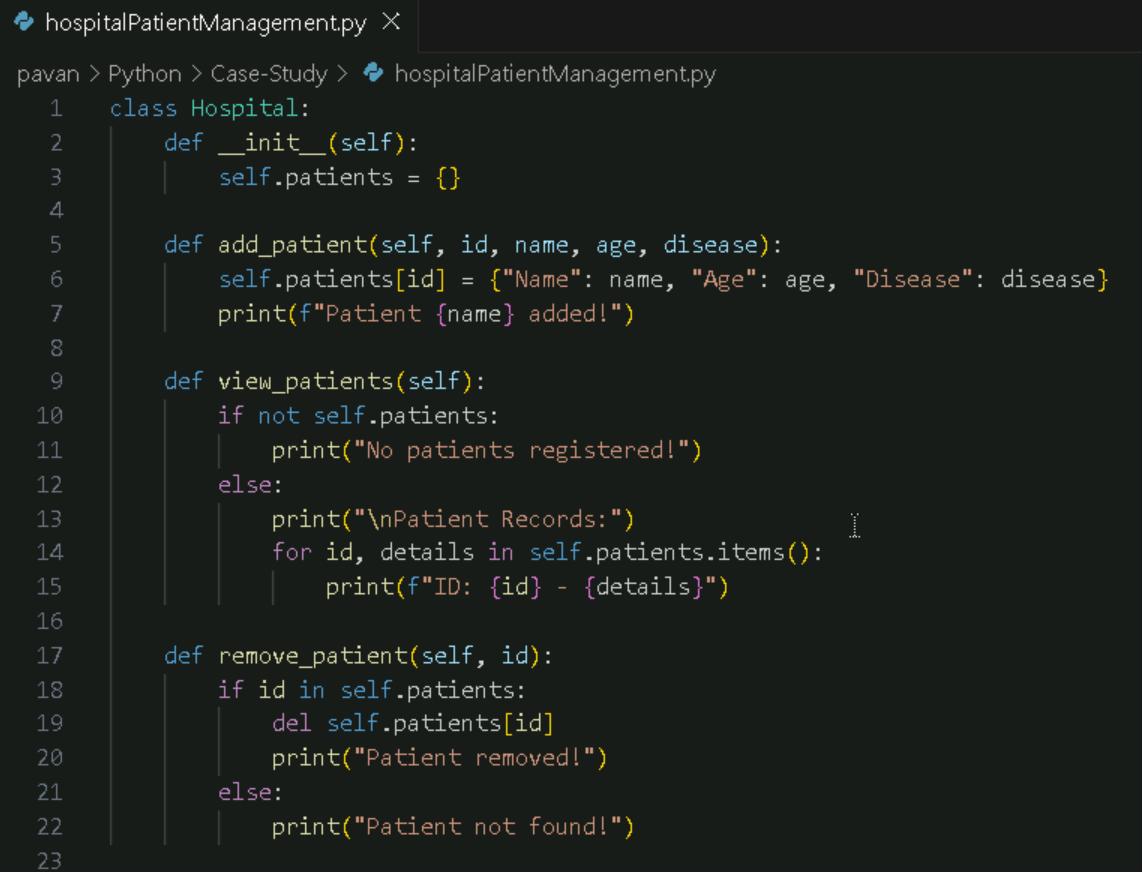 hospitalPatientManagement.py ×
pavan > Python > Case-Study > hospitalPatientManagement.py
1 class Hospital:
2     def __init__(self):
3         self.patients = {}
4
5     def add_patient(self, id, name, age, disease):
6         self.patients[id] = {"Name": name, "Age": age, "Disease": disease}
7         print(f"Patient {name} added!")
8
9     def view_patients(self):
10         if not self.patients:
11             print("No patients registered!")
12         else:
13             print("\nPatient Records:")
14             for id, details in self.patients.items():
15                 print(f"ID: {id} - {details}")
16
17     def remove_patient(self, id):
18         if id in self.patients:
19             del self.patients[id]
20             print("Patient removed!")
21         else:
22             print("Patient not found!")
23